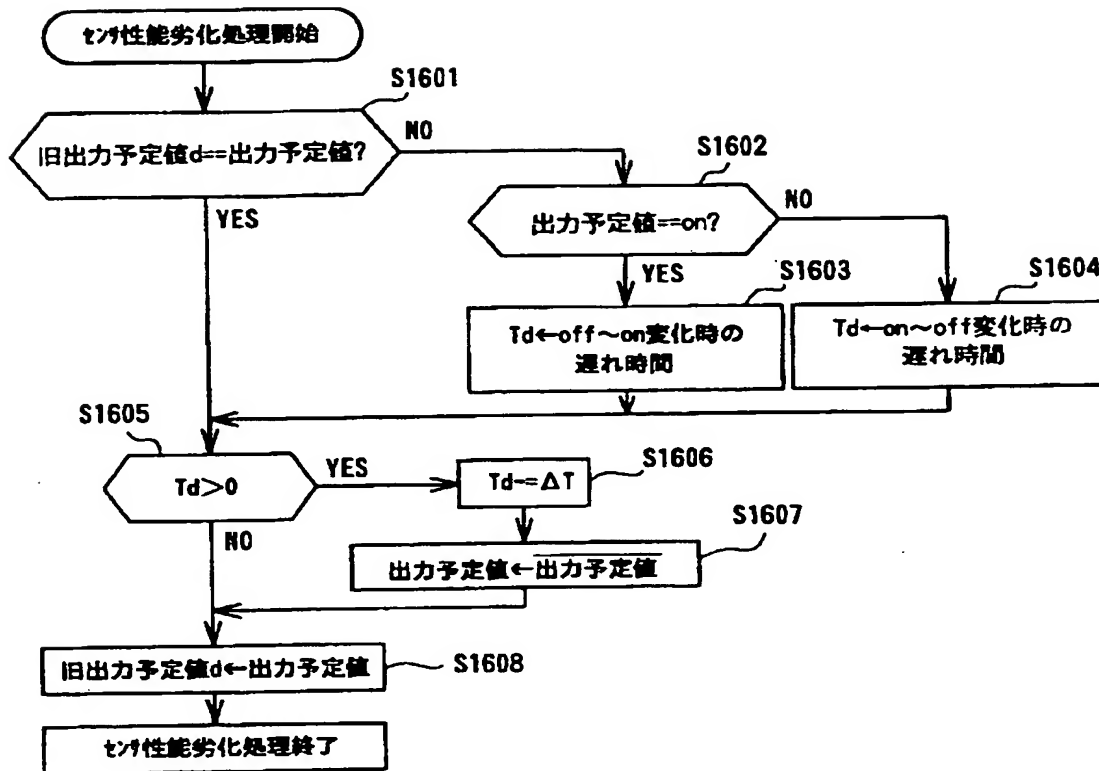 センサ性能劣化処理開始
S1601
旧出力予定値d==出力予定値?
NO
YES
S1602
出力予定値==on?
NO
YES
S1603
Td←off~on変化時の
遅れ時間
S1604
Td←on~off変化時の
遅れ時間
S1605
Td>0
YES
NO
S1606
Td-=ΔT
S1607
出力予定値←出力予定値
S1608
旧出力予定値d←出力予定値
センサ性能劣化処理終了